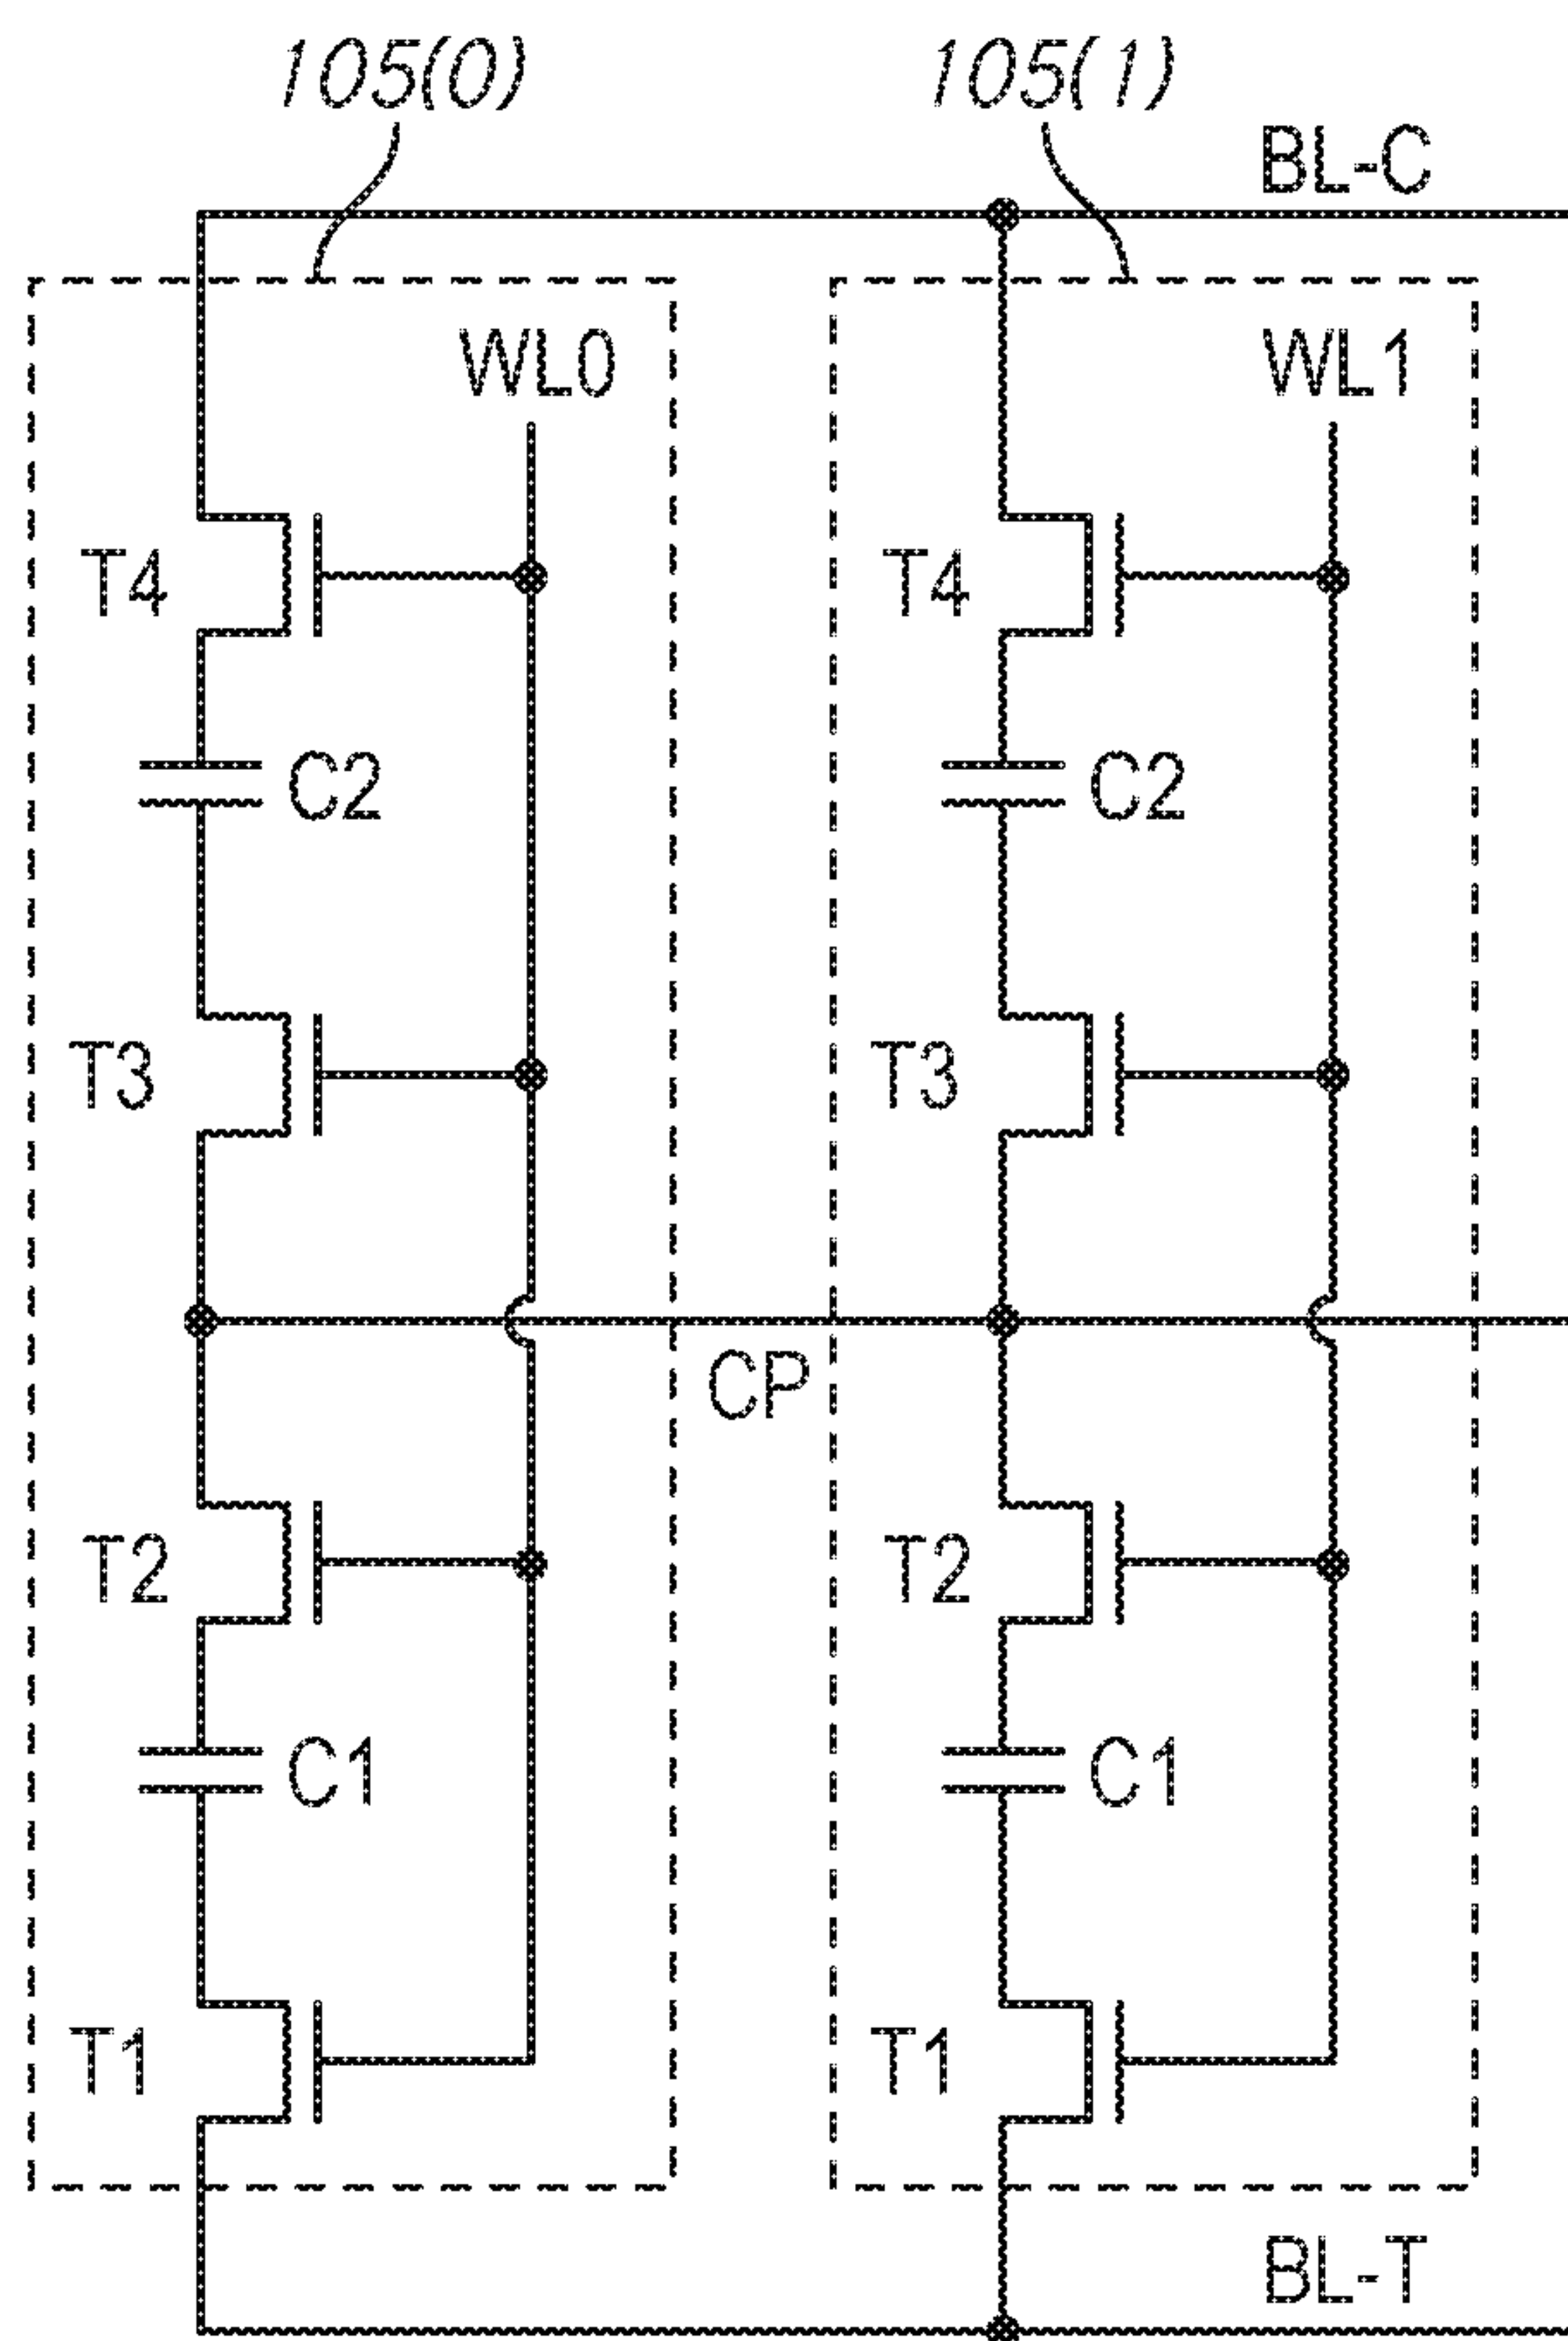 105(0) 105(1)
BL-C
WL0 WL1
T4 T4
C2 C2
T3 T3
CP
T2 T2
C1 C1
T1 T1
BL-T